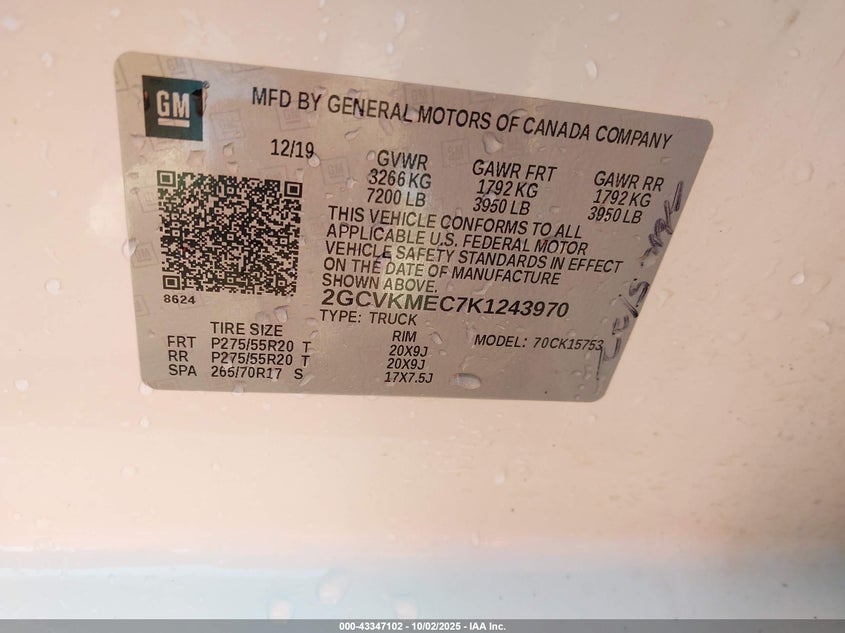 GM
MFD BY GENERAL MOTORS OF CANADA COMPANY
12/19
GVWR
3266 KG
7200 LB
GAWR FRT
1792 KG
3950 LB
GAWR RR
1792 KG
3950 LB
THIS VEHICLE CONFORMS TO ALL
APPLICABLE U.S. FEDERAL MOTOR
VEHICLE SAFETY STANDARDS IN EFFECT
ON THE DATE OF MANUFACTURE
SHOWN ABOVE.
8624
2GCVKMEC7K1243970
TYPE: TRUCK
MODEL: 70CK15753
TIRE SIZE RIM
FRT P275/55R20 T 20X9J
RR P275/55R20 T 20X9J
SPA 265/70R17 S 17X7.5J
000-43347102 - 10/02/2025 - IAA Inc.